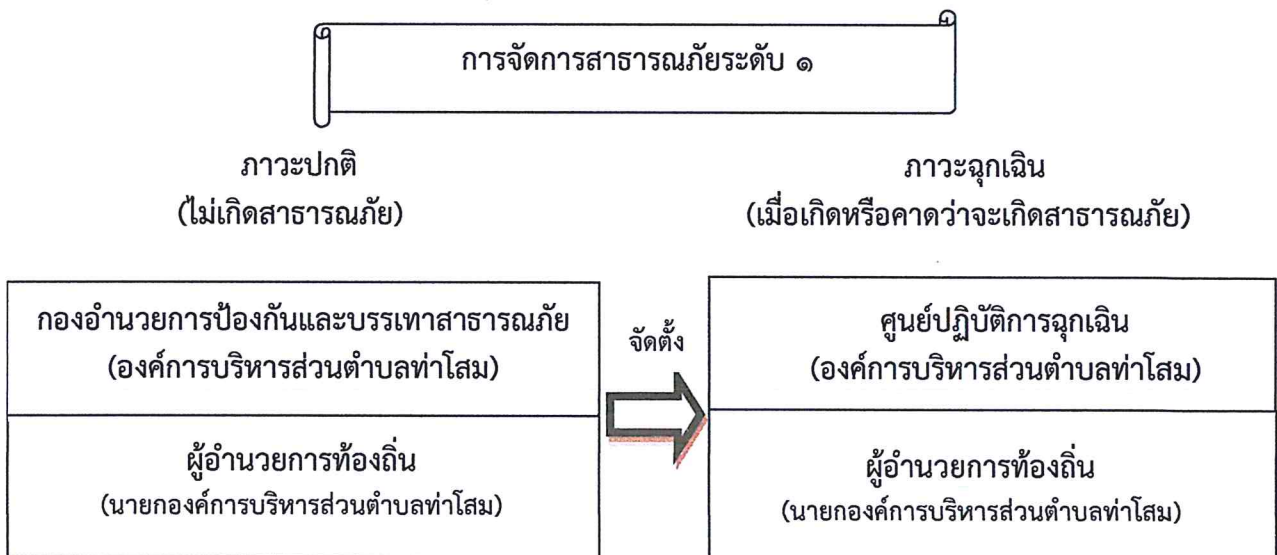 การจัดการสาธารณภัยระดับ ๑
ภาวะปกติ
(ไม่เกิดสาธารณภัย)
ภาวะฉุกเฉิน
(เมื่อเกิดหรือคาดว่าจะเกิดสาธารณภัย)
กองอำนวยการป้องกันและบรรเทาสาธารณภัย
(องค์การบริหารส่วนตำบลท่าโสม)
ผู้อำนวยการท้องถิ่น
(นายกองค์การบริหารส่วนตำบลท่าโสม)
จัดตั้ง
ศูนย์ปฏิบัติการฉุกเฉิน
(องค์การบริหารส่วนตำบลท่าโสม)
ผู้อำนวยการท้องถิ่น
(นายกองค์การบริหารส่วนตำบลท่าโสม)